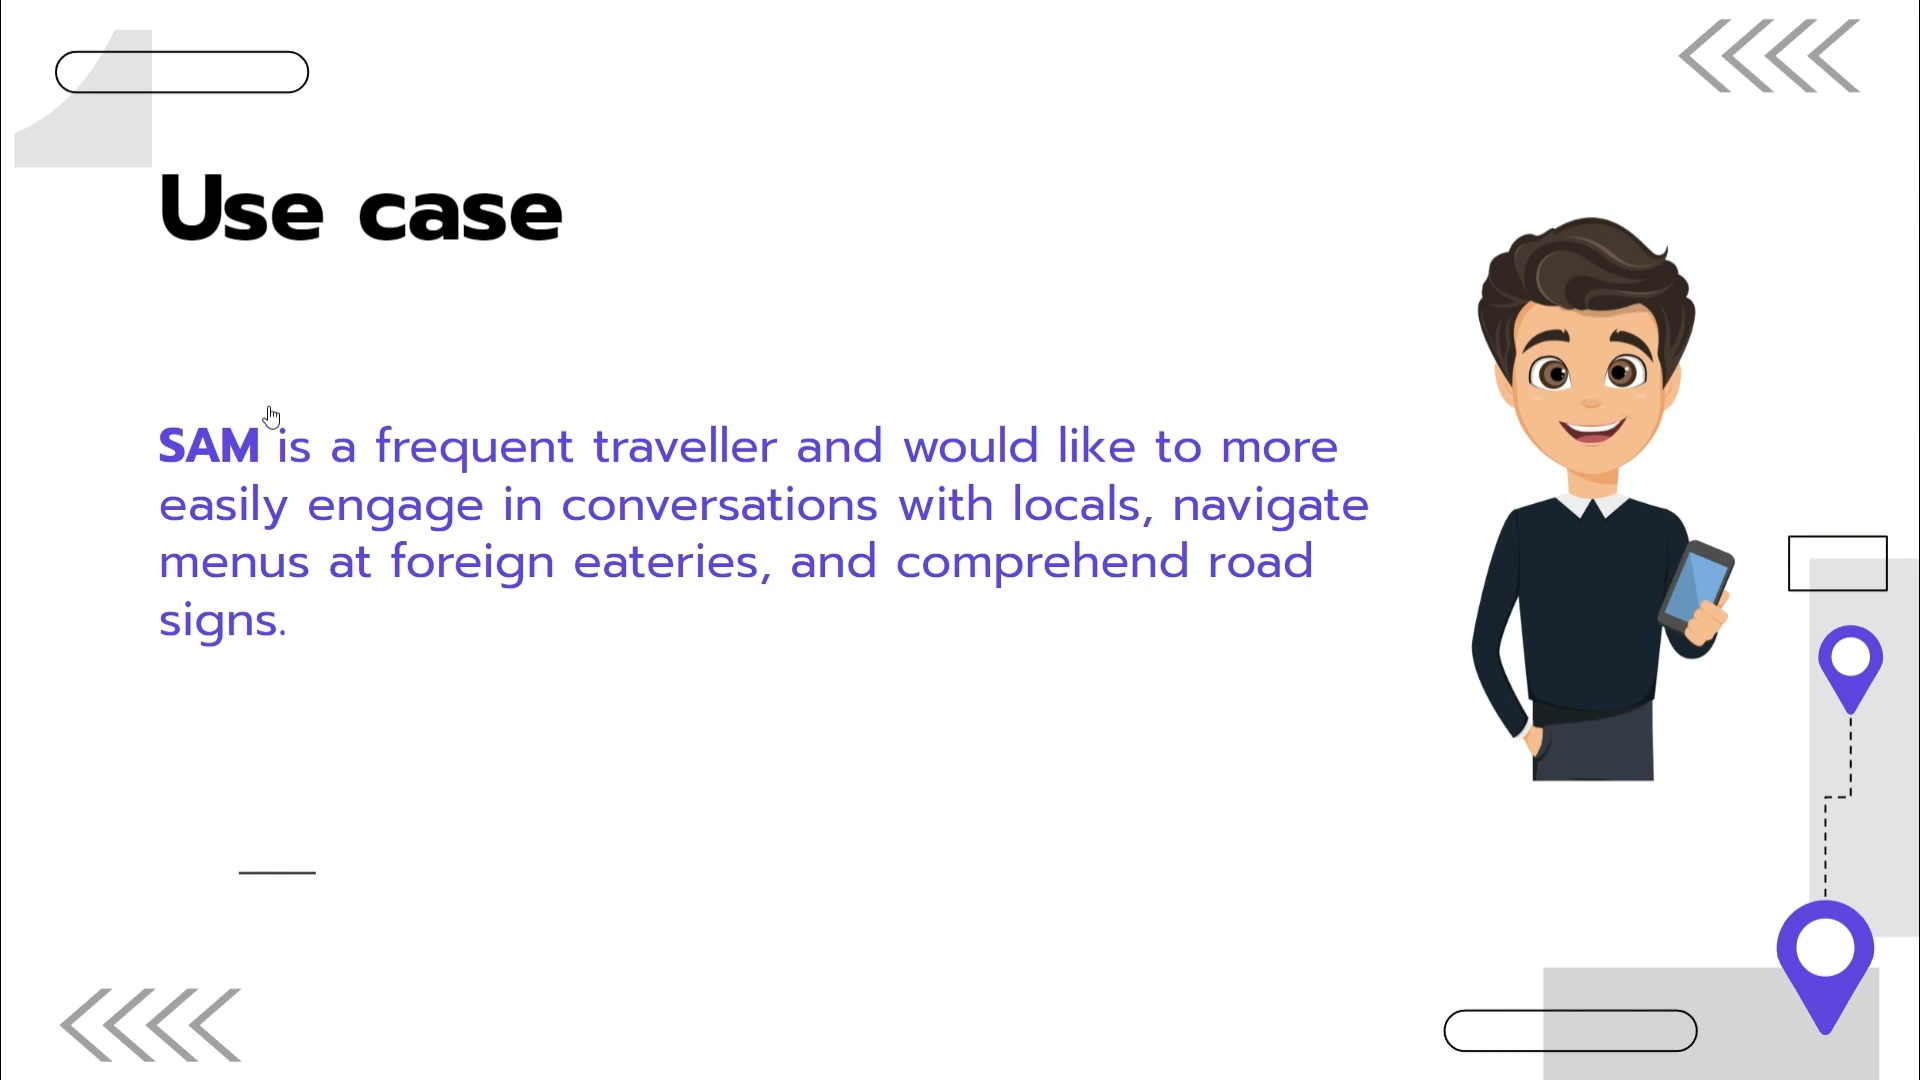 Use case
SAM is a frequent traveller and would like to more
easily engage in conversations with locals, navigate
menus at foreign eateries, and comprehend road
signs.